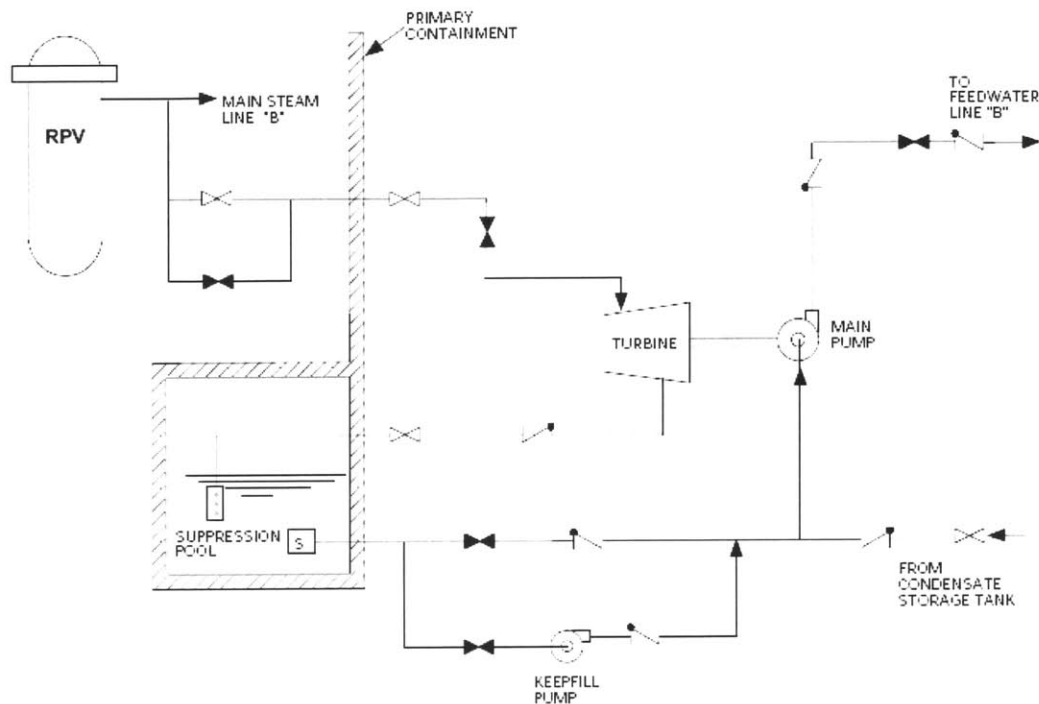 PRIMARY
CONTAINMENT
RPV
MAIN STEAM
LINE "B"
TO
FEEDWATER
LINE "B"
TURBINE
MAIN
PUMP
SUPPRESSION
POOL
S
FROM
CONDENSATE
STORAGE TANK
KEEPFILL
PUMP